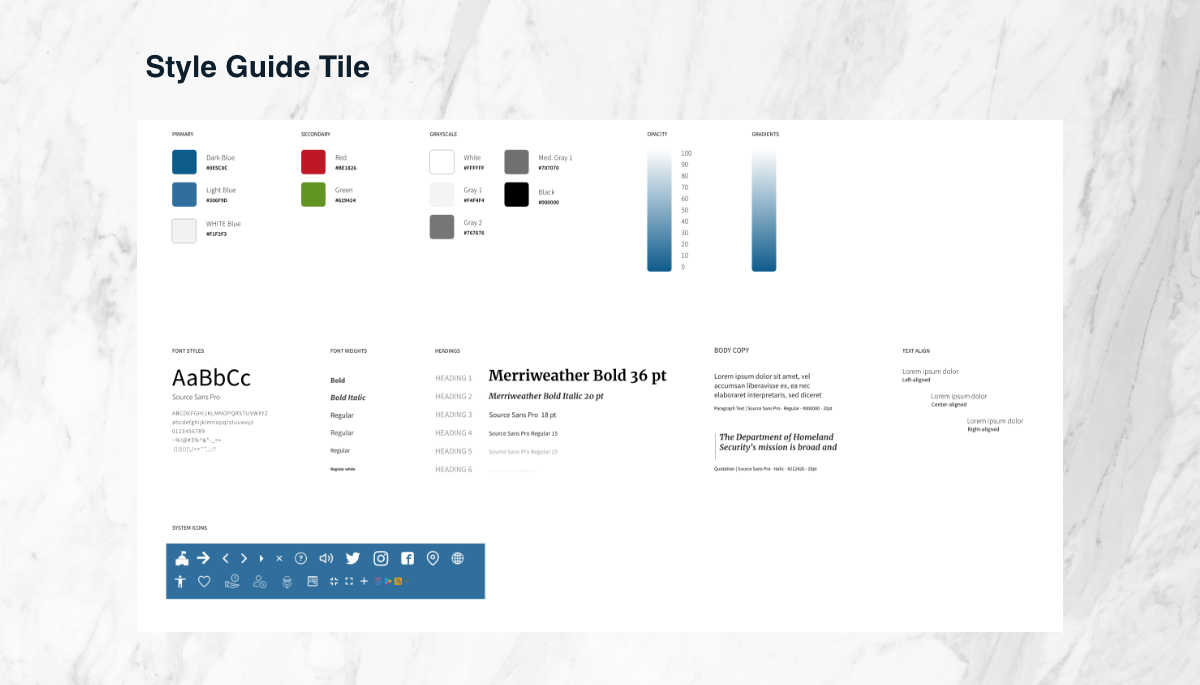 Style Guide Tile
PRIMARY
Dark Blue
#0E5C8C
Light Blue
#306F9D
WHITE Blue
#F1F2F3
SECONDARY
Red
#BE1826
Green
#629424
GRAYSCALE
White
#FFFFFF
Gray 1
#F4F4F4
Gray 2
#767676
Med. Gray 1
#707070
Black
#000000
OPACITY
100
90
80
70
60
50
40
30
20
10
0
GRADIENTS
FONT STYLES
AaBbCc
Source Sans Pro
ABCDEFGHIJKLMNOPQRSTUVWXYZ
abcdefghijklmnopqrstuvwxyz
0123456789
FONT WEIGHTS
Bold
Bold Italic
Regular
Regular
Regular
Regular white
HEADINGS
HEADING 1 Merriweather Bold 36 pt
HEADING 2 Merriweather Bold Italic 20 pt
HEADING 3 Source Sans Pro 18 pt
HEADING 4 Source Sans Pro Regular 15
HEADING 5 Source Sans Pro Regular 15
HEADING 6
BODY COPY
Lorem ipsum dolor sit amet, vel
accumsan liberavisse ex, ea nec
elaboraret interpretaris, sed diceret
Paragraph Text | Source Sans Pro - Regular - #000000 - 20pt
The Department of Homeland
Security's mission is broad and
Quotation | Source Sans Pro - Italic - #212426 - 20pt
TEXT ALIGN
Lorem ipsum dolor
Left-aligned
Lorem ipsum dolor
Center-aligned
Lorem ipsum dolor
Right-aligned
SYSTEM ICONS